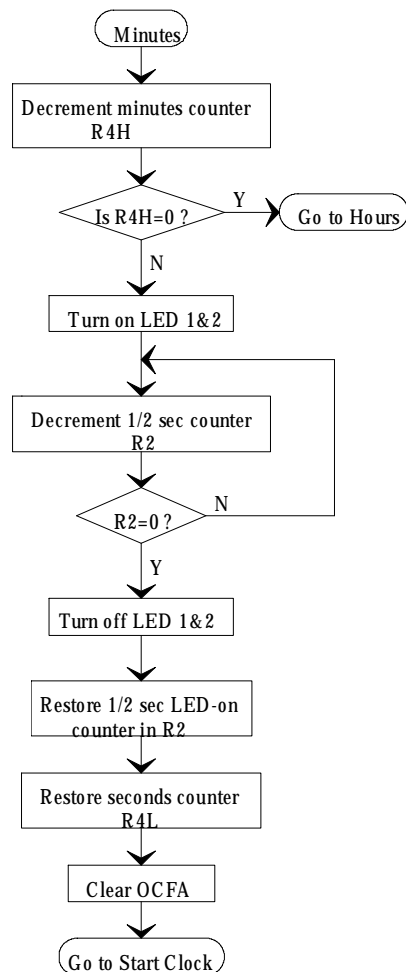 Minutes
Decrement minutes counter
R4H
Is R4H=0 ?
Y
Go to Hours
N
Turn on LED 1&2
Decrement 1/2 sec counter
R2
R2=0 ?
N
Y
Turn off LED 1&2
Restore 1/2 sec LED-on
counter in R2
Restore seconds counter
R4L
Clear OCFA
Go to Start Clock